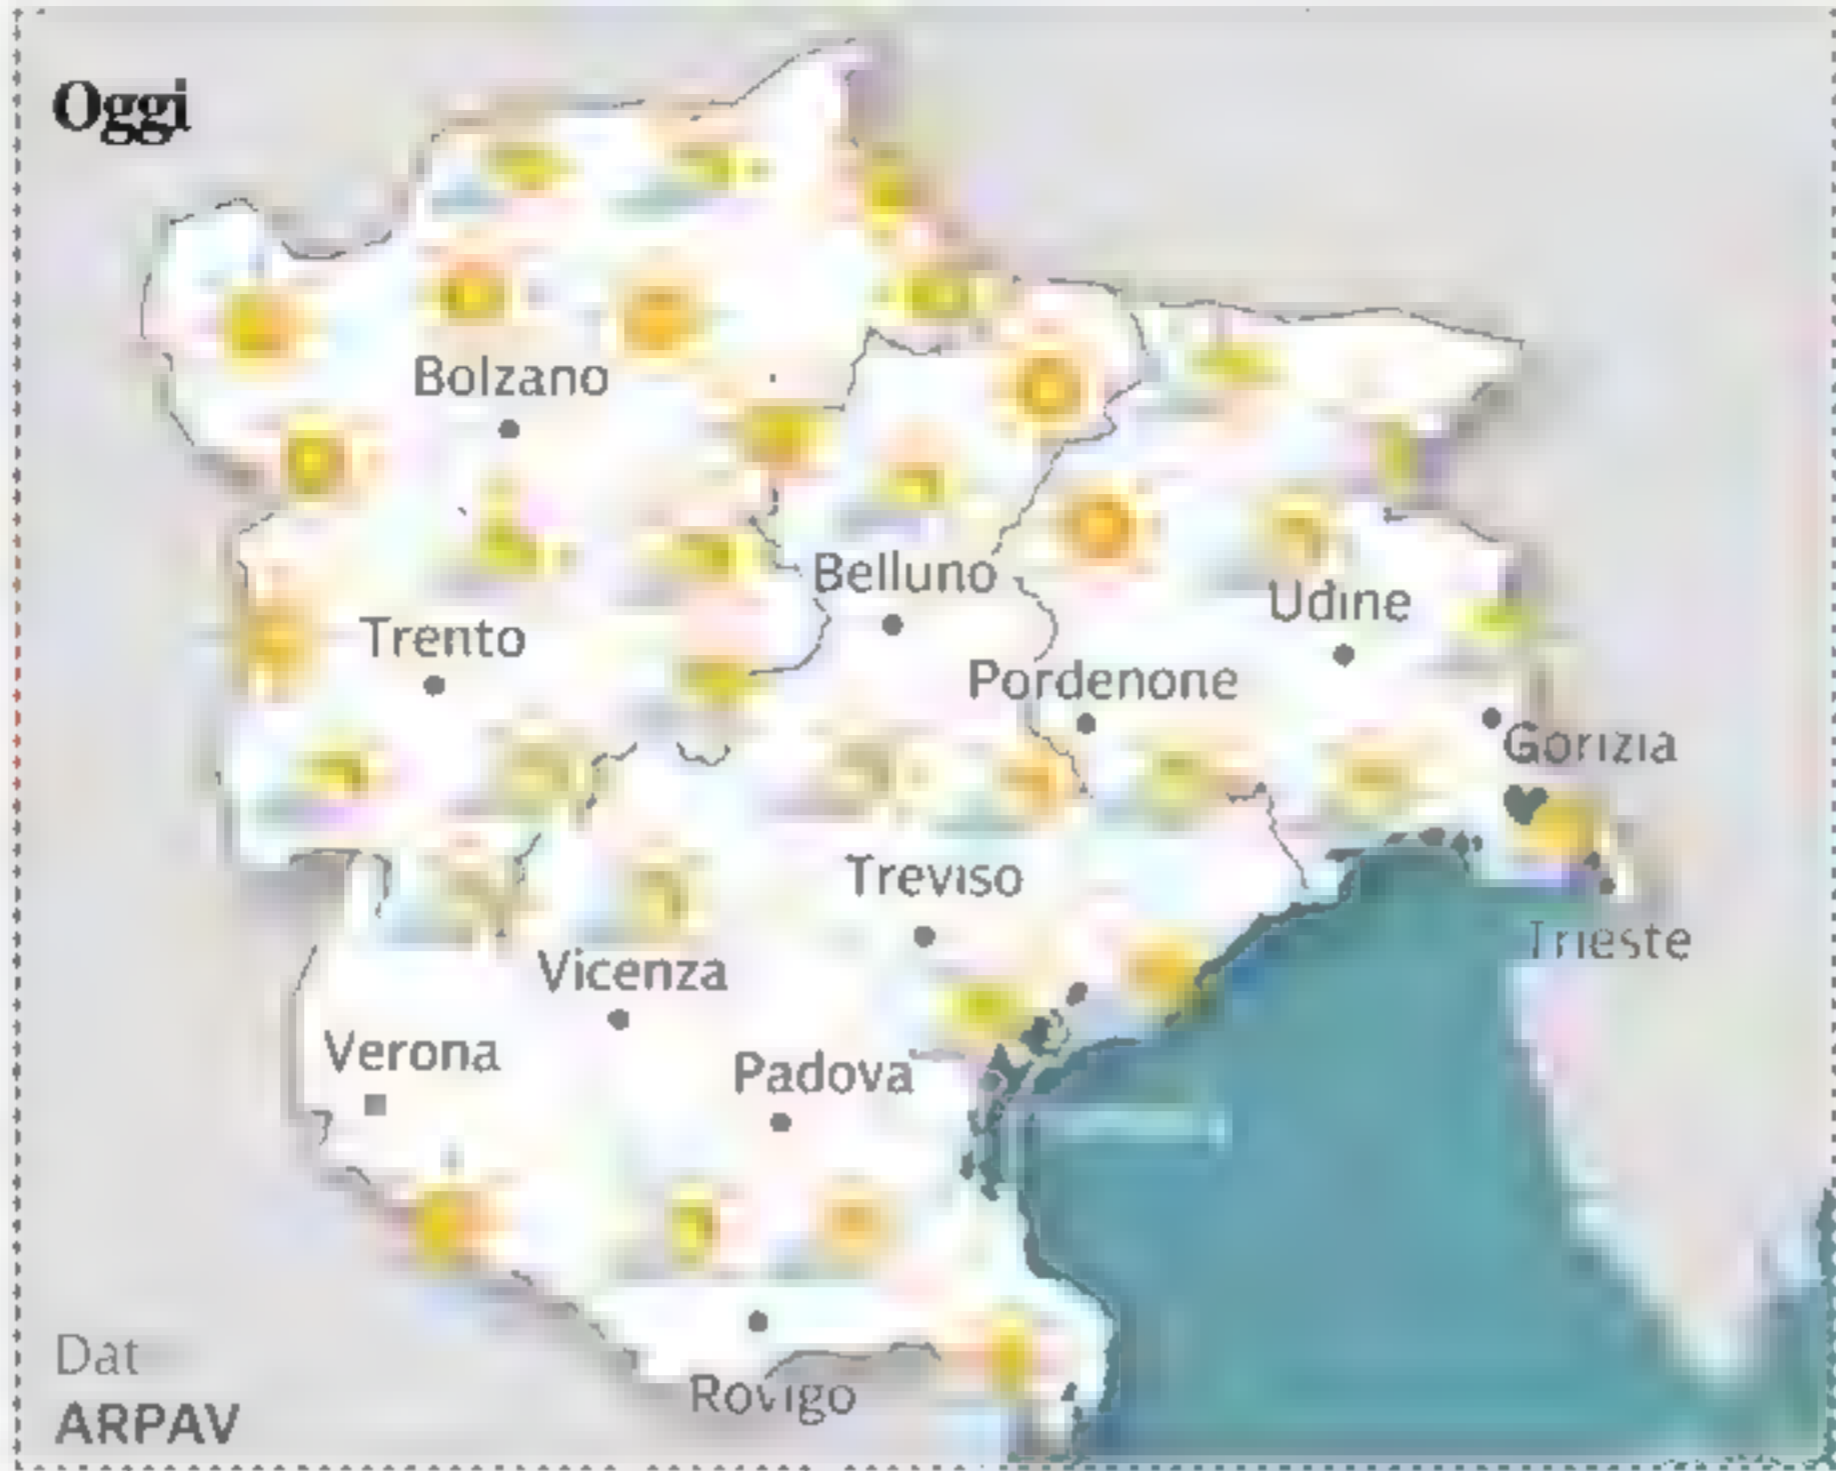 Oggi
Bolzano
Belluno
Udine
Trento
Pordenone
Gorizia
Treviso
Trieste
Vicenza
Verona
Padova
Rovigo
Dat
ARPAV